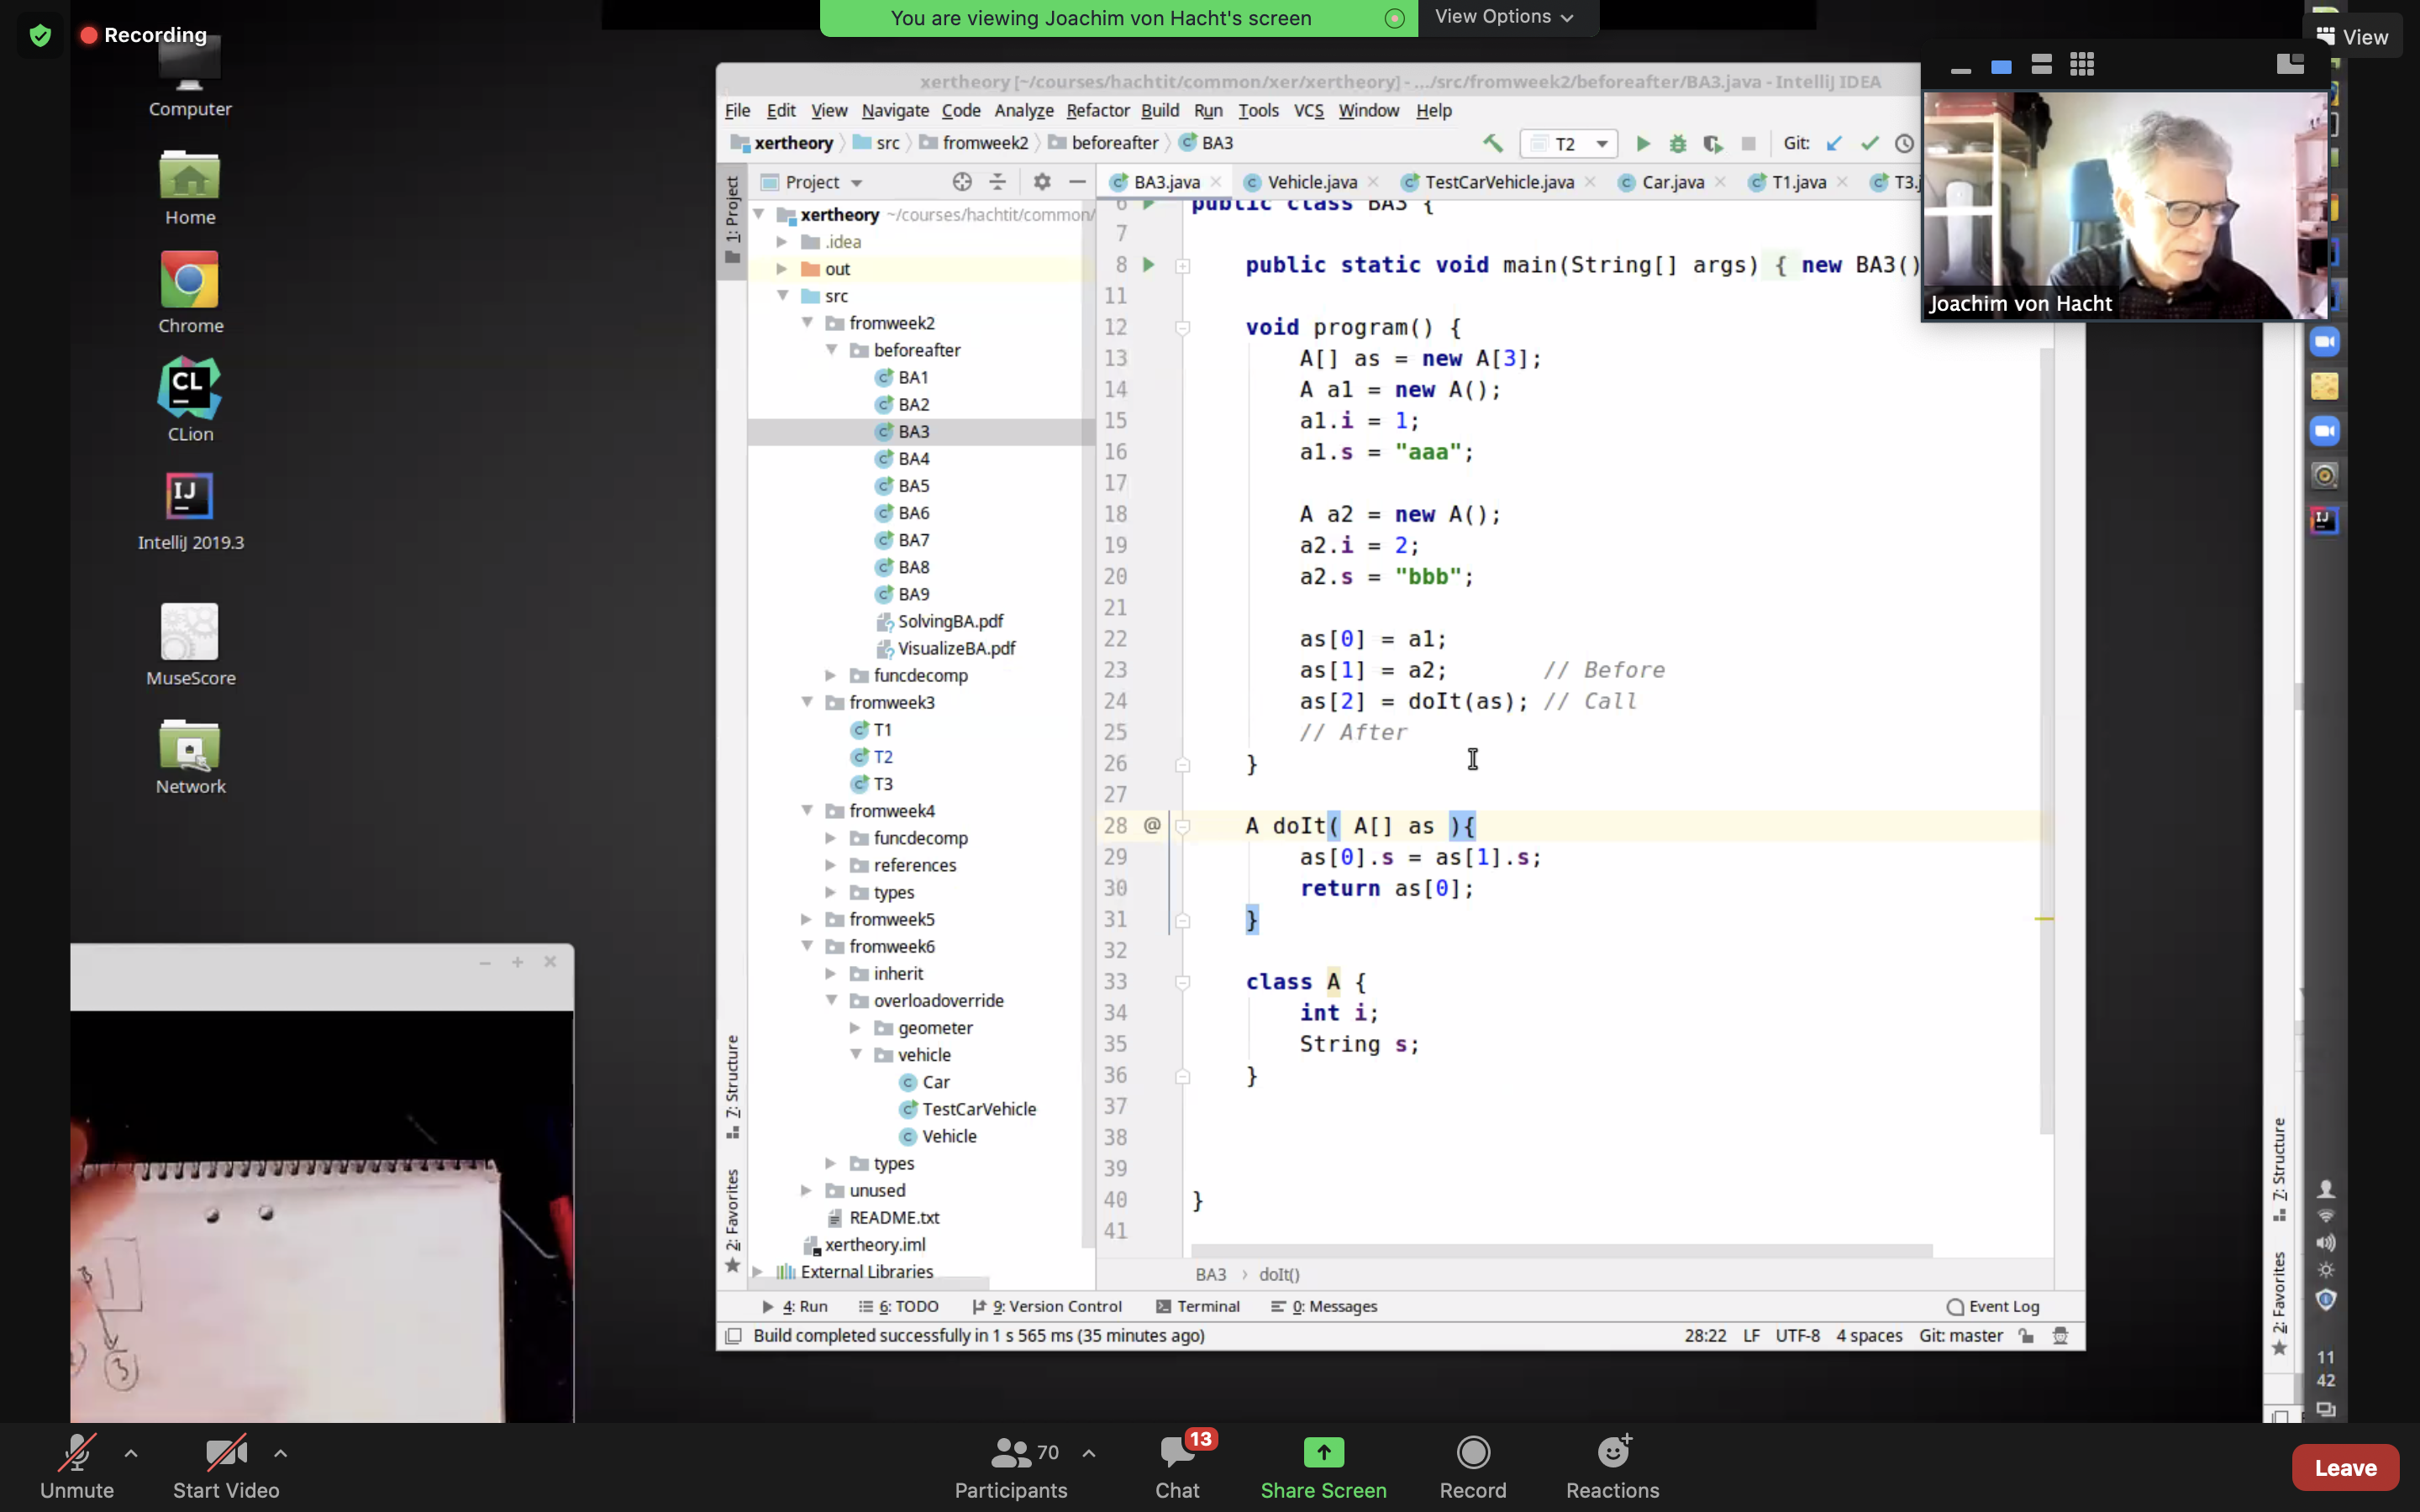 Recording
You are viewing Joachim von Hacht's screen
View Options
View
Computer
Home
Chrome
CL
CLion
IJ
IntelliJ 2019.3
MuseScore
Network
xertheory [~/courses/hachtit/common/xer/xertheory] - .../src/fromweek2/beforeafter/BA3.java - IntelliJ IDEA
File Edit View Navigate Code Analyze Refactor Build Run Tools VCS Window Help
xertheory src fromweek2 beforeafter BA3 T2 Git:
Joachim von Hacht
1: Project
Project
BA3.java Vehicle.java TestCarVehicle.java Car.java T1.java T3.j
xertheory ~/courses/hachtit/common/
.idea
out
src
fromweek2
beforeafter
BA1
BA2
BA3
BA4
BA5
BA6
BA7
BA8
BA9
SolvingBA.pdf
VisualizeBA.pdf
funcdecomp
fromweek3
T1
T2
T3
fromweek4
funcdecomp
references
types
fromweek5
fromweek6
inherit
overloadoverride
geometer
vehicle
Car
TestCarVehicle
Vehicle
types
unused
README.txt
xertheory.iml
External Libraries
7: Structure
2: Favorites
6 public class BA3 {
7
8 public static void main(String[] args) { new BA3()
11
12 void program() {
13 A[] as = new A[3];
14 A a1 = new A();
15 a1.i = 1;
16 a1.s = "aaa";
17
18 A a2 = new A();
19 a2.i = 2;
20 a2.s = "bbb";
21
22 as[0] = a1;
23 as[1] = a2; // Before
24 as[2] = doIt(as); // Call
25 // After
26 }
27
28 @ A doIt( A[] as ){
29 as[0].s = as[1].s;
30 return as[0];
31 }
32
33 class A {
34 int i;
35 String s;
36 }
37
38
39
40 }
41
BA3 › doIt()
4: Run 6: TODO 9: Version Control Terminal 0: Messages Event Log
Build completed successfully in 1 s 565 ms (35 minutes ago) 28:22 LF UTF-8 4 spaces Git: master
IJ
7: Structure
2: Favorites
11
42
3
Unmute
Start Video
70
Participants
13
Chat
Share Screen
Record
Reactions
Leave